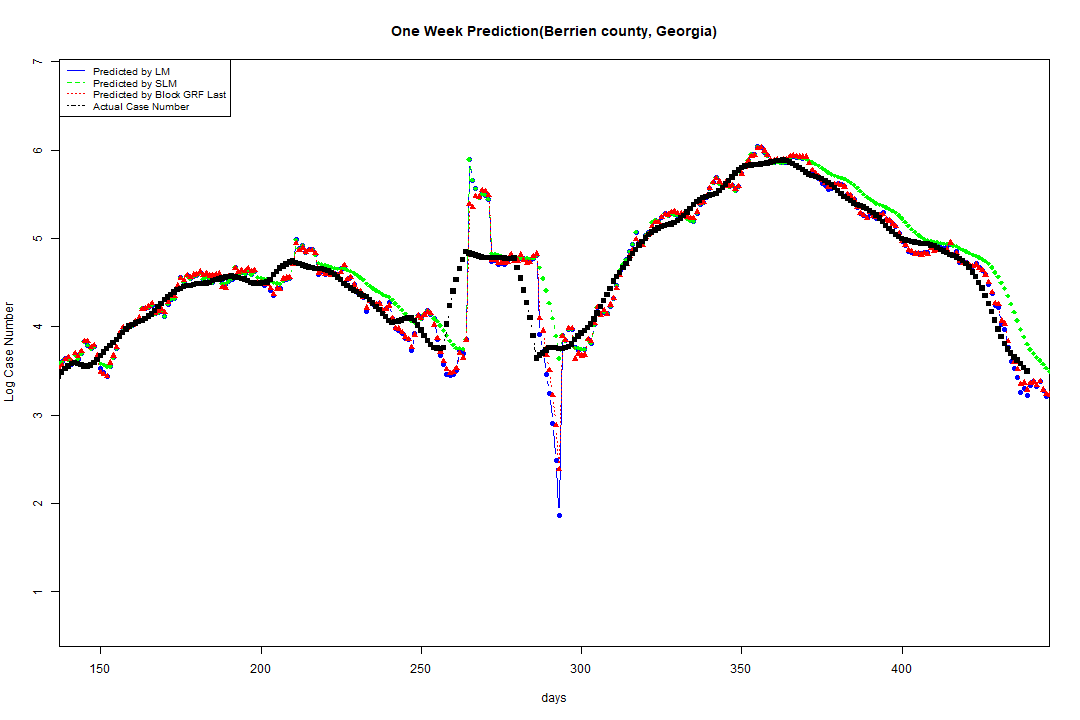 One Week Prediction(Berrien county, Georgia)
Predicted by LM
Predicted by SLM
Predicted by Block GRF Last
Actual Case Number
Log Case Number
7
6
5
4
3
2
1
150 200 250 300 350 400
days